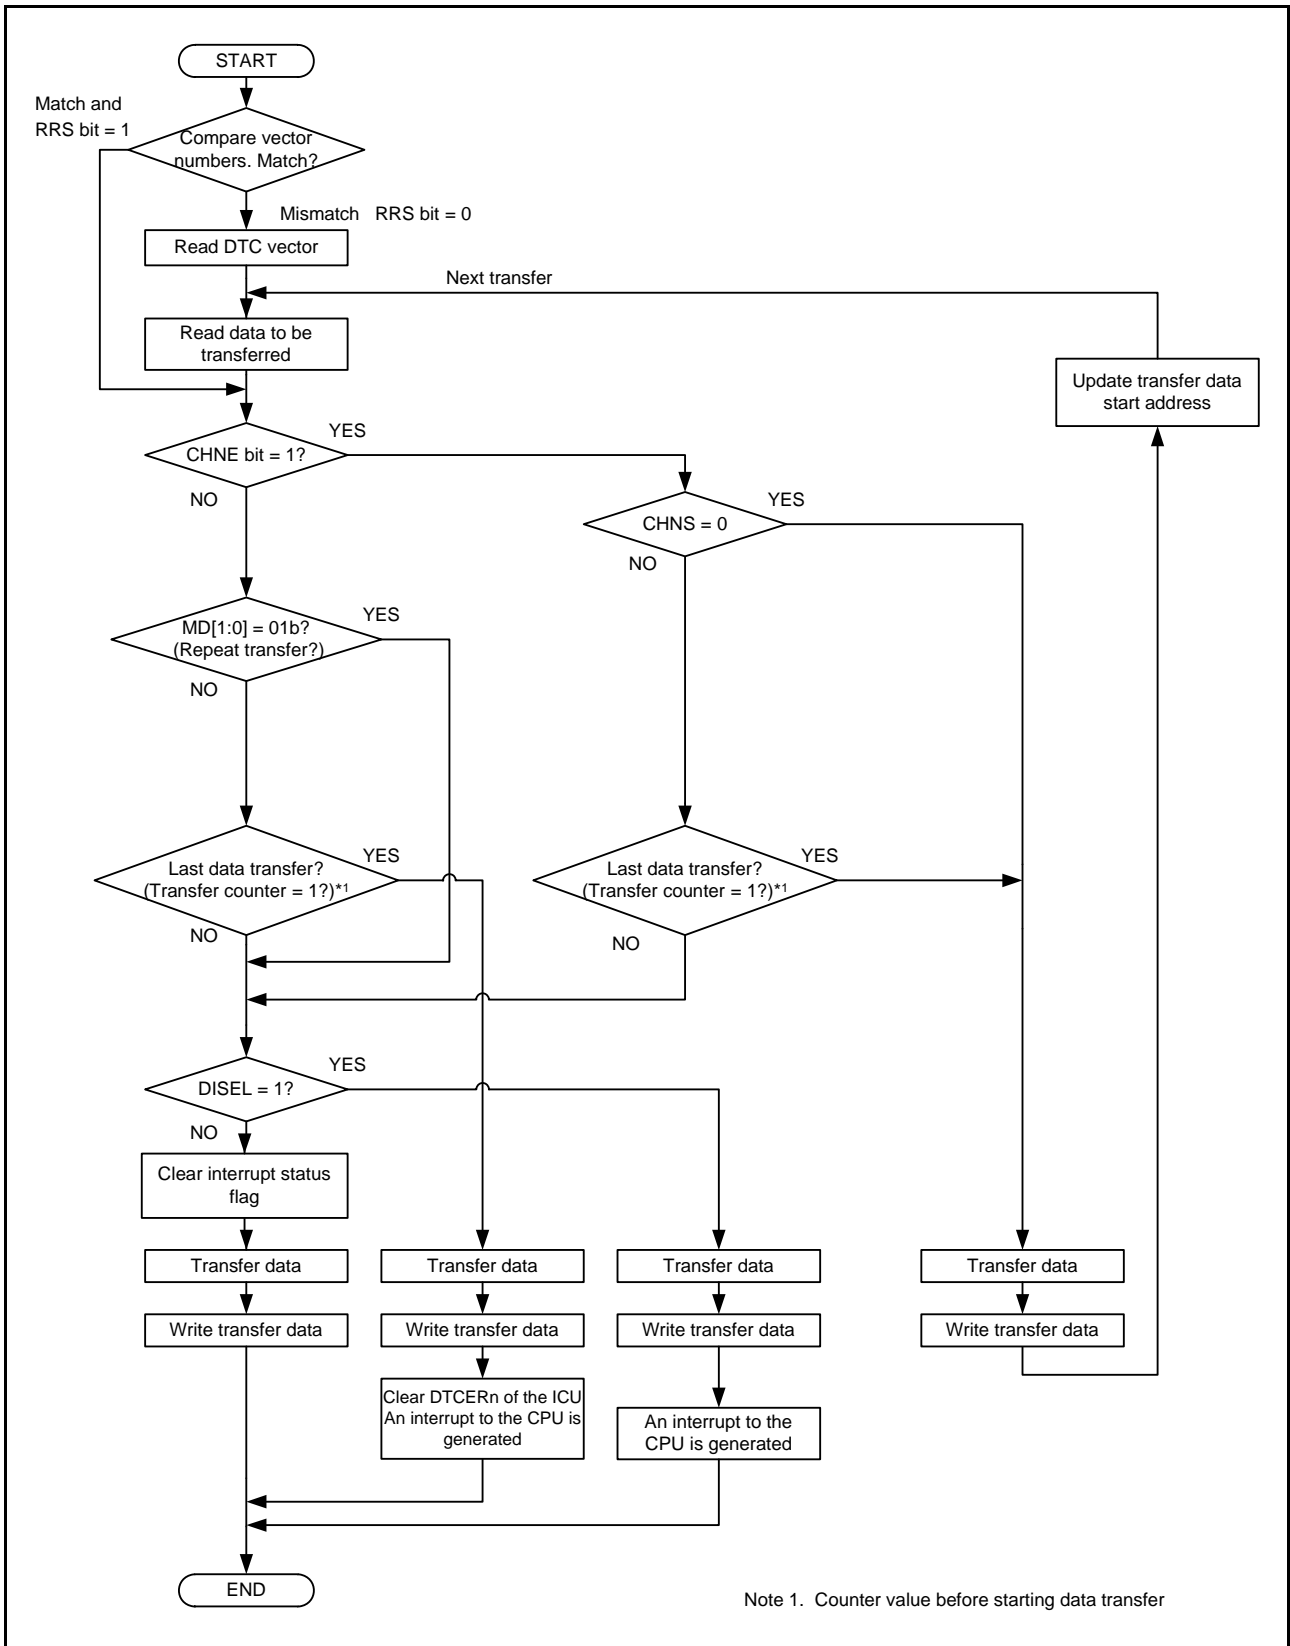 START
Match and
RRS bit = 1
Compare vector
numbers. Match?
Mismatch RRS bit = 0
Read DTC vector
Next transfer
Read data to be
transferred
Update transfer data
start address
YES
CHNE bit = 1?
NO
YES
CHNS = 0
NO
YES
MD[1:0] = 01b?
(Repeat transfer?)
NO
YES
Last data transfer?
(Transfer counter = 1?)*1
NO
YES
Last data transfer?
(Transfer counter = 1?)*1
NO
YES
DISEL = 1?
NO
Clear interrupt status
flag
Transfer data
Transfer data
Transfer data
Transfer data
Write transfer data
Write transfer data
Write transfer data
Write transfer data
Clear DTCERn of the ICU
An interrupt to the CPU is
generated
An interrupt to the
CPU is generated
END
Note 1. Counter value before starting data transfer